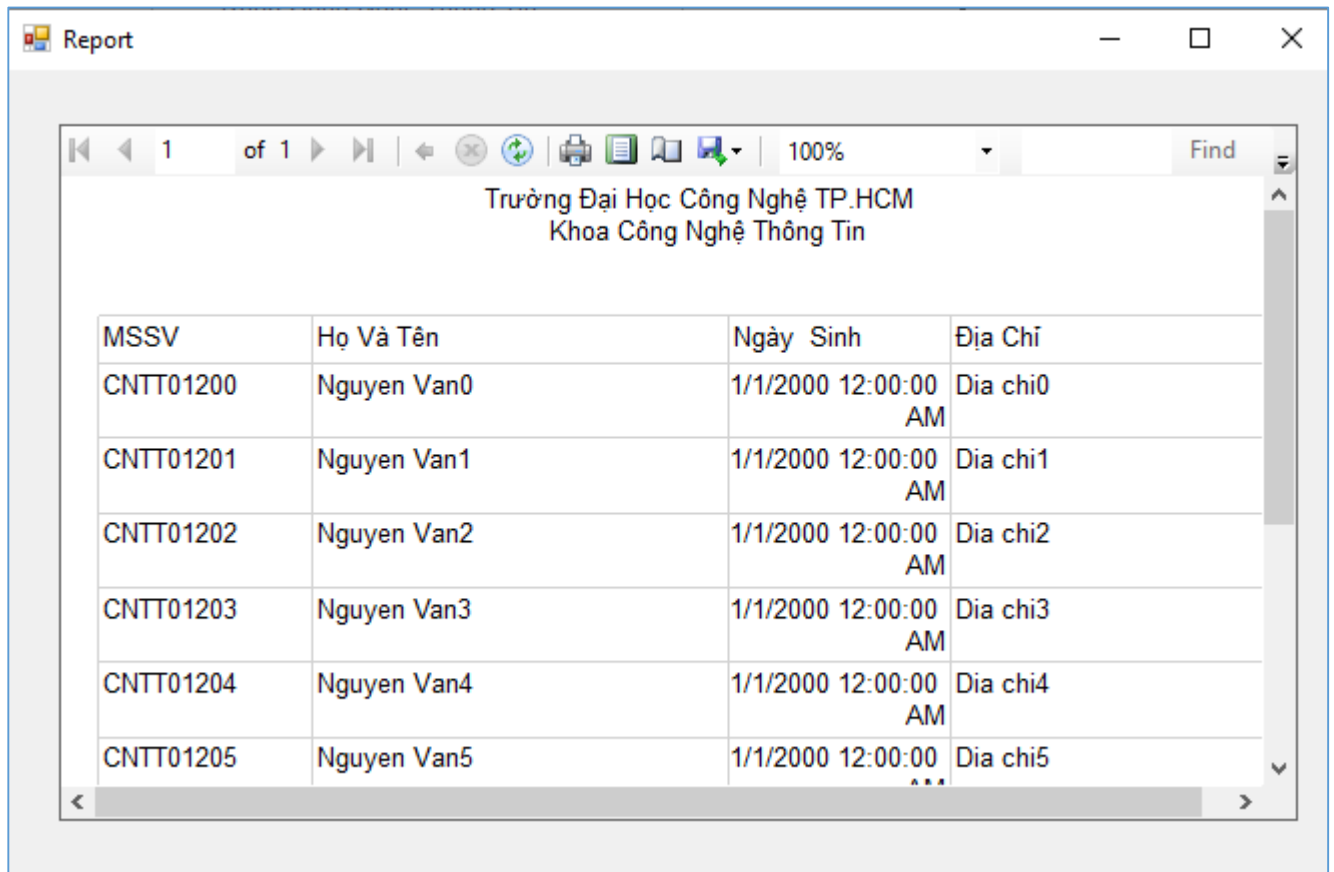 Report
1 of 1 100% Find
Trường Đại Học Công Nghệ TP.HCM
Khoa Công Nghệ Thông Tin
MSSV Họ Và Tên Ngày Sinh Địa Chỉ
CNTT01200 Nguyen Van0 1/1/2000 12:00:00 Dia chi0
AM
CNTT01201 Nguyen Van1 1/1/2000 12:00:00 Dia chi1
AM
CNTT01202 Nguyen Van2 1/1/2000 12:00:00 Dia chi2
AM
CNTT01203 Nguyen Van3 1/1/2000 12:00:00 Dia chi3
AM
CNTT01204 Nguyen Van4 1/1/2000 12:00:00 Dia chi4
AM
CNTT01205 Nguyen Van5 1/1/2000 12:00:00 Dia chi5